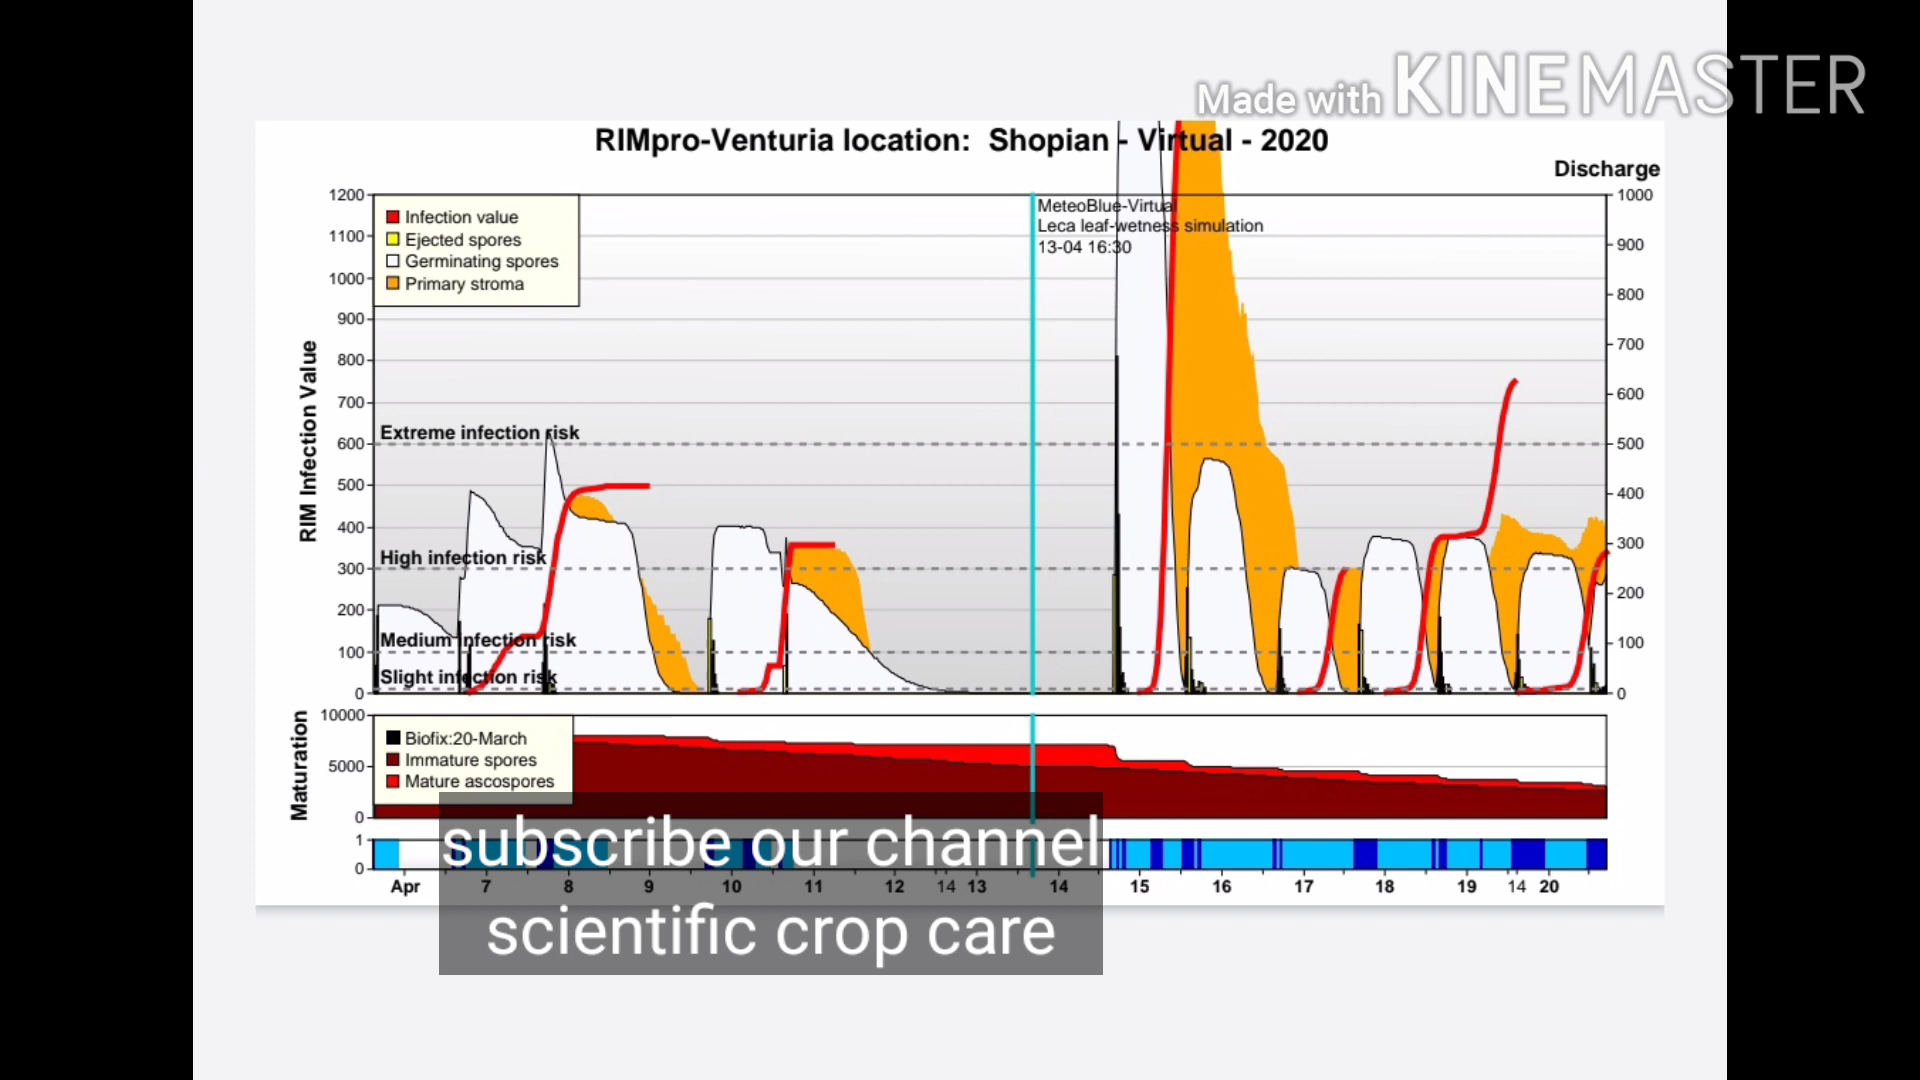 Made with KINEMASTER
RIMpro-Venturia location: Shopian - Virtual - 2020
Discharge
1200
1100
1000
900
800
700
600
500
400
300
200
100
0
RIM Infection Value
Infection value
Ejected spores
Germinating spores
Primary stroma
MeteoBlue-Virtual
Leca leaf-wetness simulation
13-04 16:30
Extreme infection risk
High infection risk
Medium infection risk
Slight infection risk
1000
900
800
700
600
500
400
300
200
100
0
Maturation
10000
5000
0
Biofix:20-March
Immature spores
Mature ascospores
1
0
Apr 7 8 9 10 11 12 14 13 14 15 16 17 18 19 14 20
subscribe our channel
scientific crop care